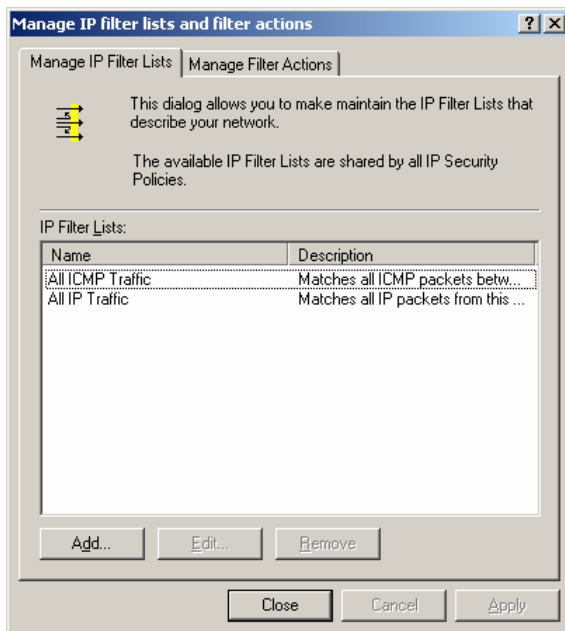 Manage IP filter lists and filter actions
Manage IP Filter Lists Manage Filter Actions
This dialog allows you to make maintain the IP Filter Lists that
describe your network.
The available IP Filter Lists are shared by all IP Security
Policies.
IP Filter Lists:
Name Description
All ICMP Traffic Matches all ICMP packets betw...
All IP Traffic Matches all IP packets from this ...
Add... Edit... Remove
Close Cancel Apply